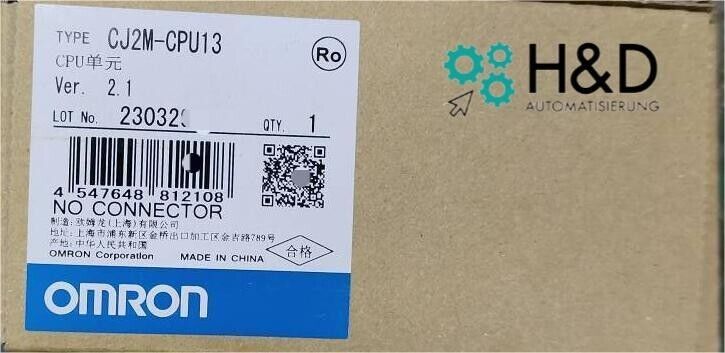 TYPE CJ2M-CPU13
Ro
CPU单元
Ver. 2.1
LOT No. 23032
QTY. 1
4 547648 812108
NO CONNECTOR
制造: 欧姆龙(上海)有限公司
地址: 上海市浦东新区金桥出口加工区金吉路789号
产地: 中华人民共和国
合格
OMRON Corporation MADE IN CHINA
OMRON
H&D
AUTOMATISIERUNG